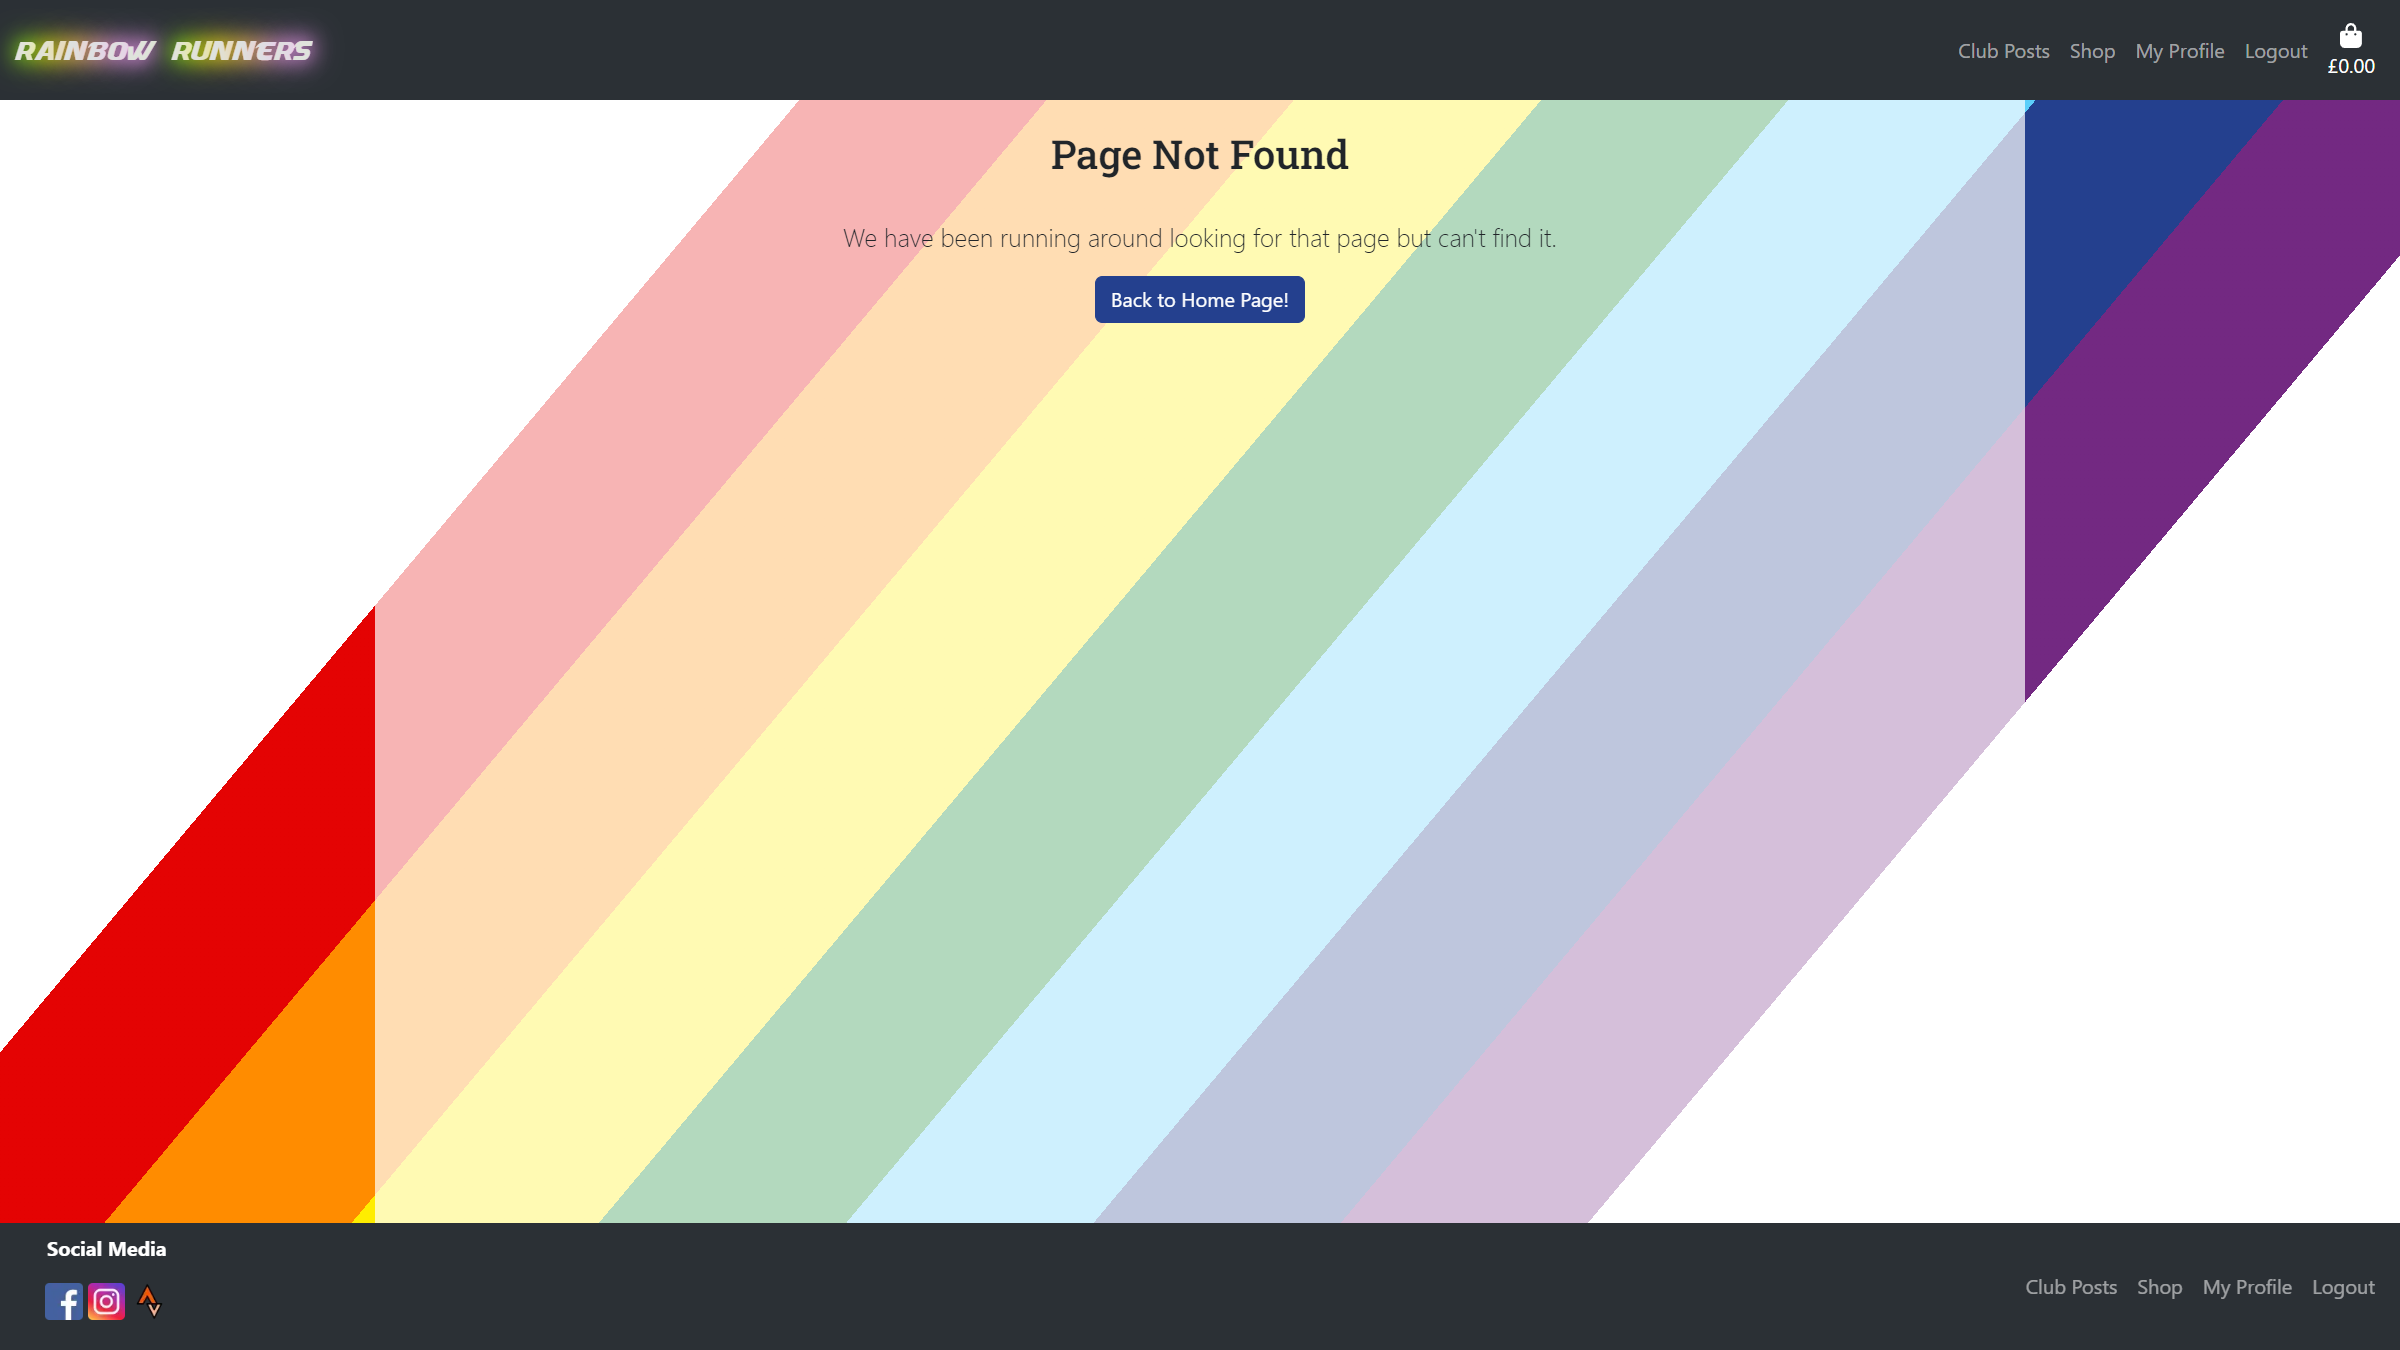 RAINBOW RUNNERS
Club Posts Shop My Profile Logout
£0.00
Page Not Found
We have been running around looking for that page but can't find it.
Back to Home Page!
Social Media
Club Posts Shop My Profile Logout